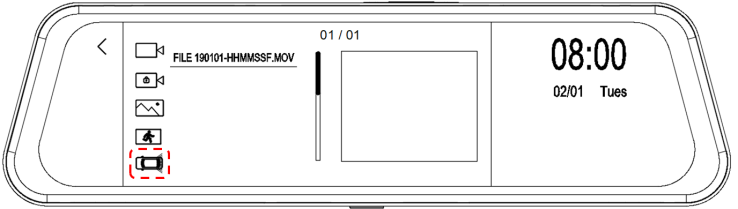 01 / 01
FILE 190101-HHMMSSF.MOV
08:00
02/01 Tues